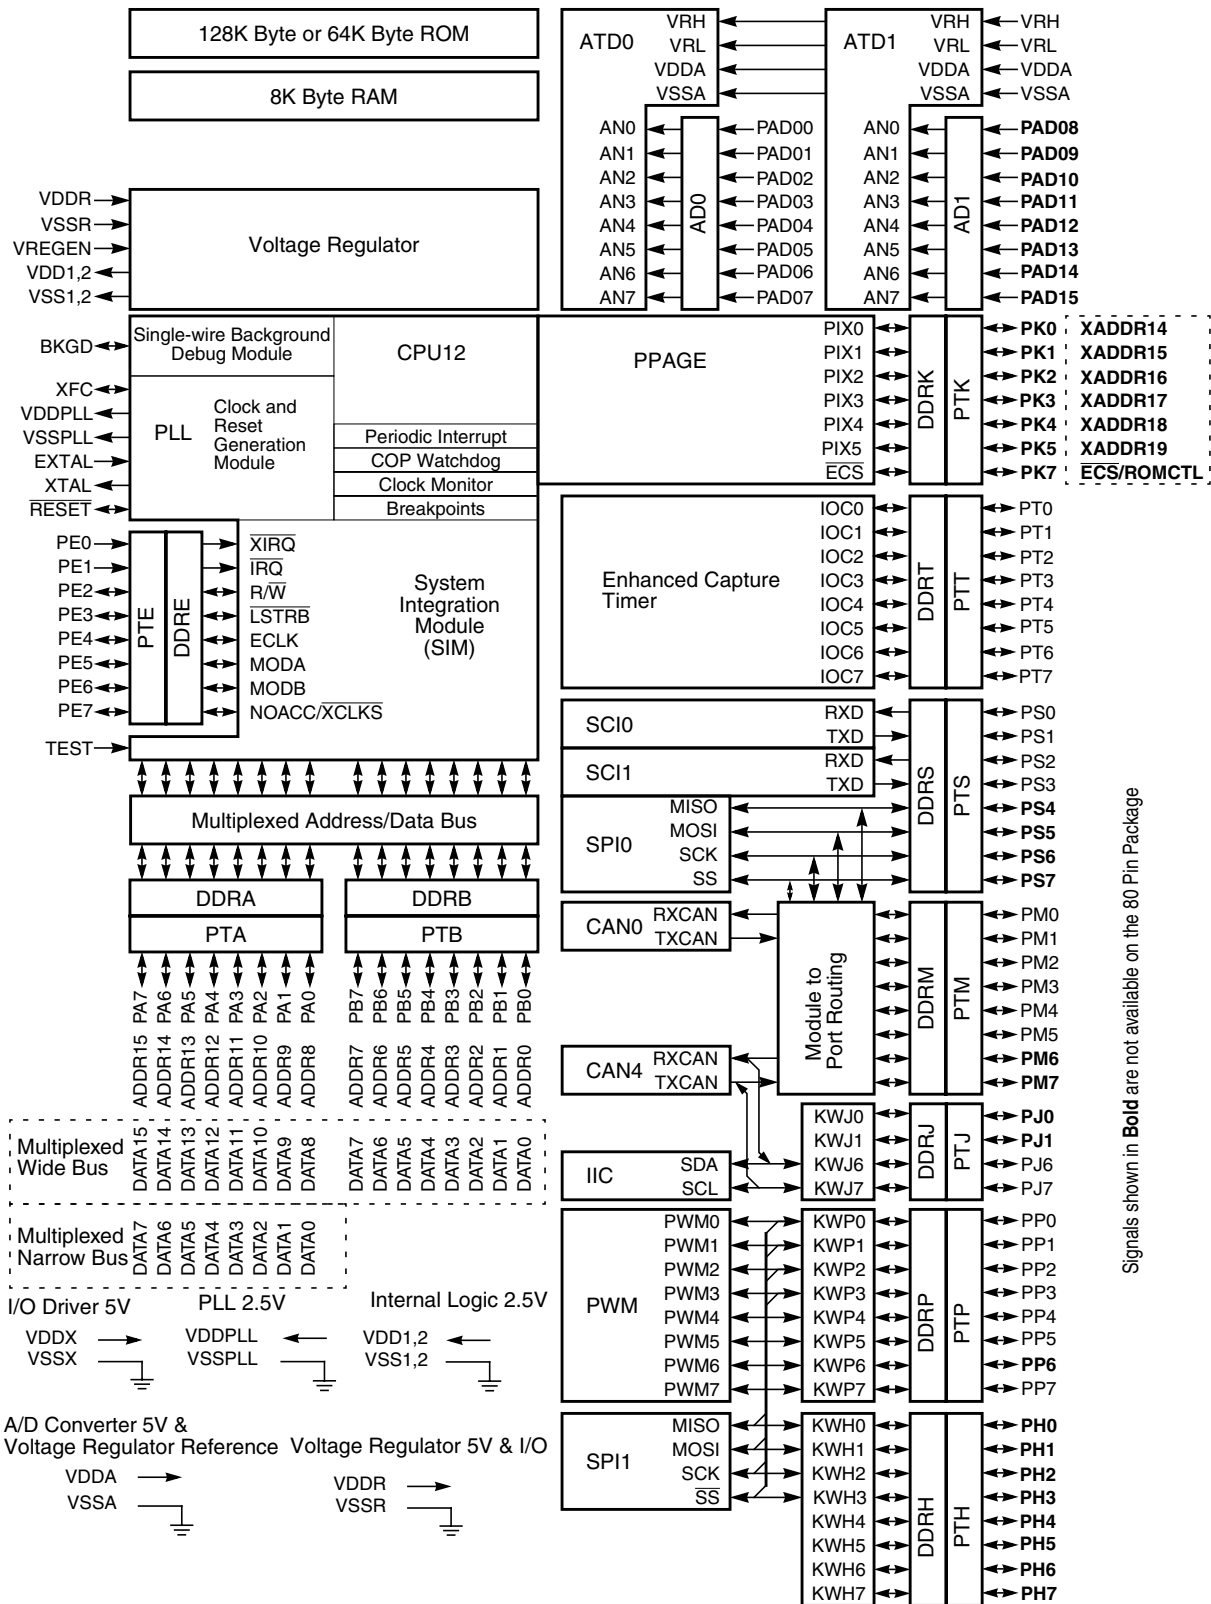 128K Byte or 64K Byte ROM
8K Byte RAM
VDDR
VSSR
VREGEN
VDD1,2
VSS1,2
Voltage Regulator
BKGD
XFC
VDDPLL
VSSPLL
EXTAL
XTAL
RESET
Single-wire Background
Debug Module
CPU12
PLL
Clock and
Reset
Generation
Module
Periodic Interrupt
COP Watchdog
Clock Monitor
Breakpoints
PE0
PE1
PE2
PE3
PE4
PE5
PE6
PE7
TEST
PTE
DDRE
XIRQ
IRQ
R/W
LSTRB
ECLK
MODA
MODB
NOACC/XCLKS
System
Integration
Module
(SIM)
Multiplexed Address/Data Bus
DDRA
DDRB
PTA
PTB
PA7
PA6
PA5
PA4
PA3
PA2
PA1
PA0
PB7
PB6
PB5
PB4
PB3
PB2
PB1
PB0
ADDR15
ADDR14
ADDR13
ADDR12
ADDR11
ADDR10
ADDR9
ADDR8
ADDR7
ADDR6
ADDR5
ADDR4
ADDR3
ADDR2
ADDR1
ADDR0
Multiplexed
Wide Bus
DATA15
DATA14
DATA13
DATA12
DATA11
DATA10
DATA9
DATA8
DATA7
DATA6
DATA5
DATA4
DATA3
DATA2
DATA1
DATA0
Multiplexed
Narrow Bus
DATA7
DATA6
DATA5
DATA4
DATA3
DATA2
DATA1
DATA0
I/O Driver 5V
VDDX
VSSX
PLL 2.5V
VDDPLL
VSSPLL
Internal Logic 2.5V
VDD1,2
VSS1,2
A/D Converter 5V &
Voltage Regulator Reference
VDDA
VSSA
Voltage Regulator 5V & I/O
VDDR
VSSR
ATD0
VRH
VRL
VDDA
VSSA
AN0
AN1
AN2
AN3
AN4
AN5
AN6
AN7
AD0
PAD00
PAD01
PAD02
PAD03
PAD04
PAD05
PAD06
PAD07
ATD1
VRH
VRL
VDDA
VSSA
VRH
VRL
VDDA
VSSA
AN0
AN1
AN2
AN3
AN4
AN5
AN6
AN7
AD1
PAD08
PAD09
PAD10
PAD11
PAD12
PAD13
PAD14
PAD15
PPAGE
PIX0
PIX1
PIX2
PIX3
PIX4
PIX5
ECS
DDRK
PTK
PK0
PK1
PK2
PK3
PK4
PK5
PK7
XADDR14
XADDR15
XADDR16
XADDR17
XADDR18
XADDR19
ECS/ROMCTL
Enhanced Capture
Timer
IOC0
IOC1
IOC2
IOC3
IOC4
IOC5
IOC6
IOC7
DDRT
PTT
PT0
PT1
PT2
PT3
PT4
PT5
PT6
PT7
SCI0
RXD
TXD
SCI1
RXD
TXD
SPI0
MISO
MOSI
SCK
SS
DDRS
PTS
PS0
PS1
PS2
PS3
PS4
PS5
PS6
PS7
CAN0
RXCAN
TXCAN
CAN4
RXCAN
TXCAN
Module to
Port Routing
DDRM
PTM
PM0
PM1
PM2
PM3
PM4
PM5
PM6
PM7
IIC
SDA
SCL
KWJ0
KWJ1
KWJ6
KWJ7
DDRJ
PTJ
PJ0
PJ1
PJ6
PJ7
PWM
PWM0
PWM1
PWM2
PWM3
PWM4
PWM5
PWM6
PWM7
KWP0
KWP1
KWP2
KWP3
KWP4
KWP5
KWP6
KWP7
DDRP
PTP
PP0
PP1
PP2
PP3
PP4
PP5
PP6
PP7
SPI1
MISO
MOSI
SCK
SS
KWH0
KWH1
KWH2
KWH3
KWH4
KWH5
KWH6
KWH7
DDRH
PTH
PH0
PH1
PH2
PH3
PH4
PH5
PH6
PH7
Signals shown in Bold are not available on the 80 Pin Package